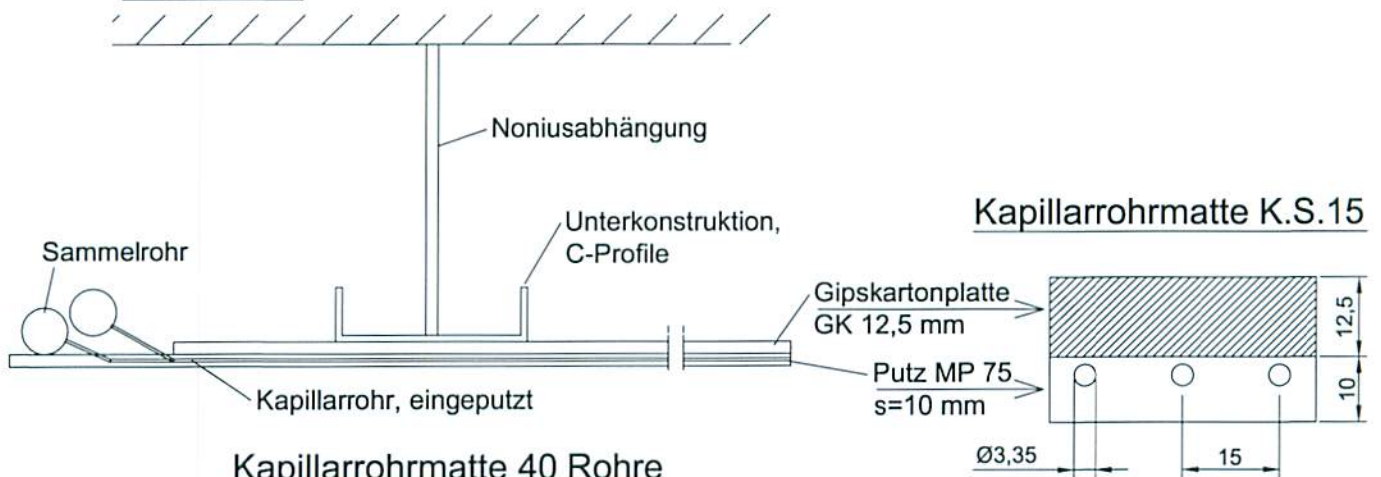 Noniusabhängung
Unterkonstruktion,
C-Profile
Sammelrohr
Kapillarrohr, eingeputzt
Gipskartonplatte
GK 12,5 mm
Putz MP 75
s=10 mm
Kapillarrohrmatte K.S.15
12,5
10
Ø3,35
15
Kapillarrohrmatte 40 Rohre